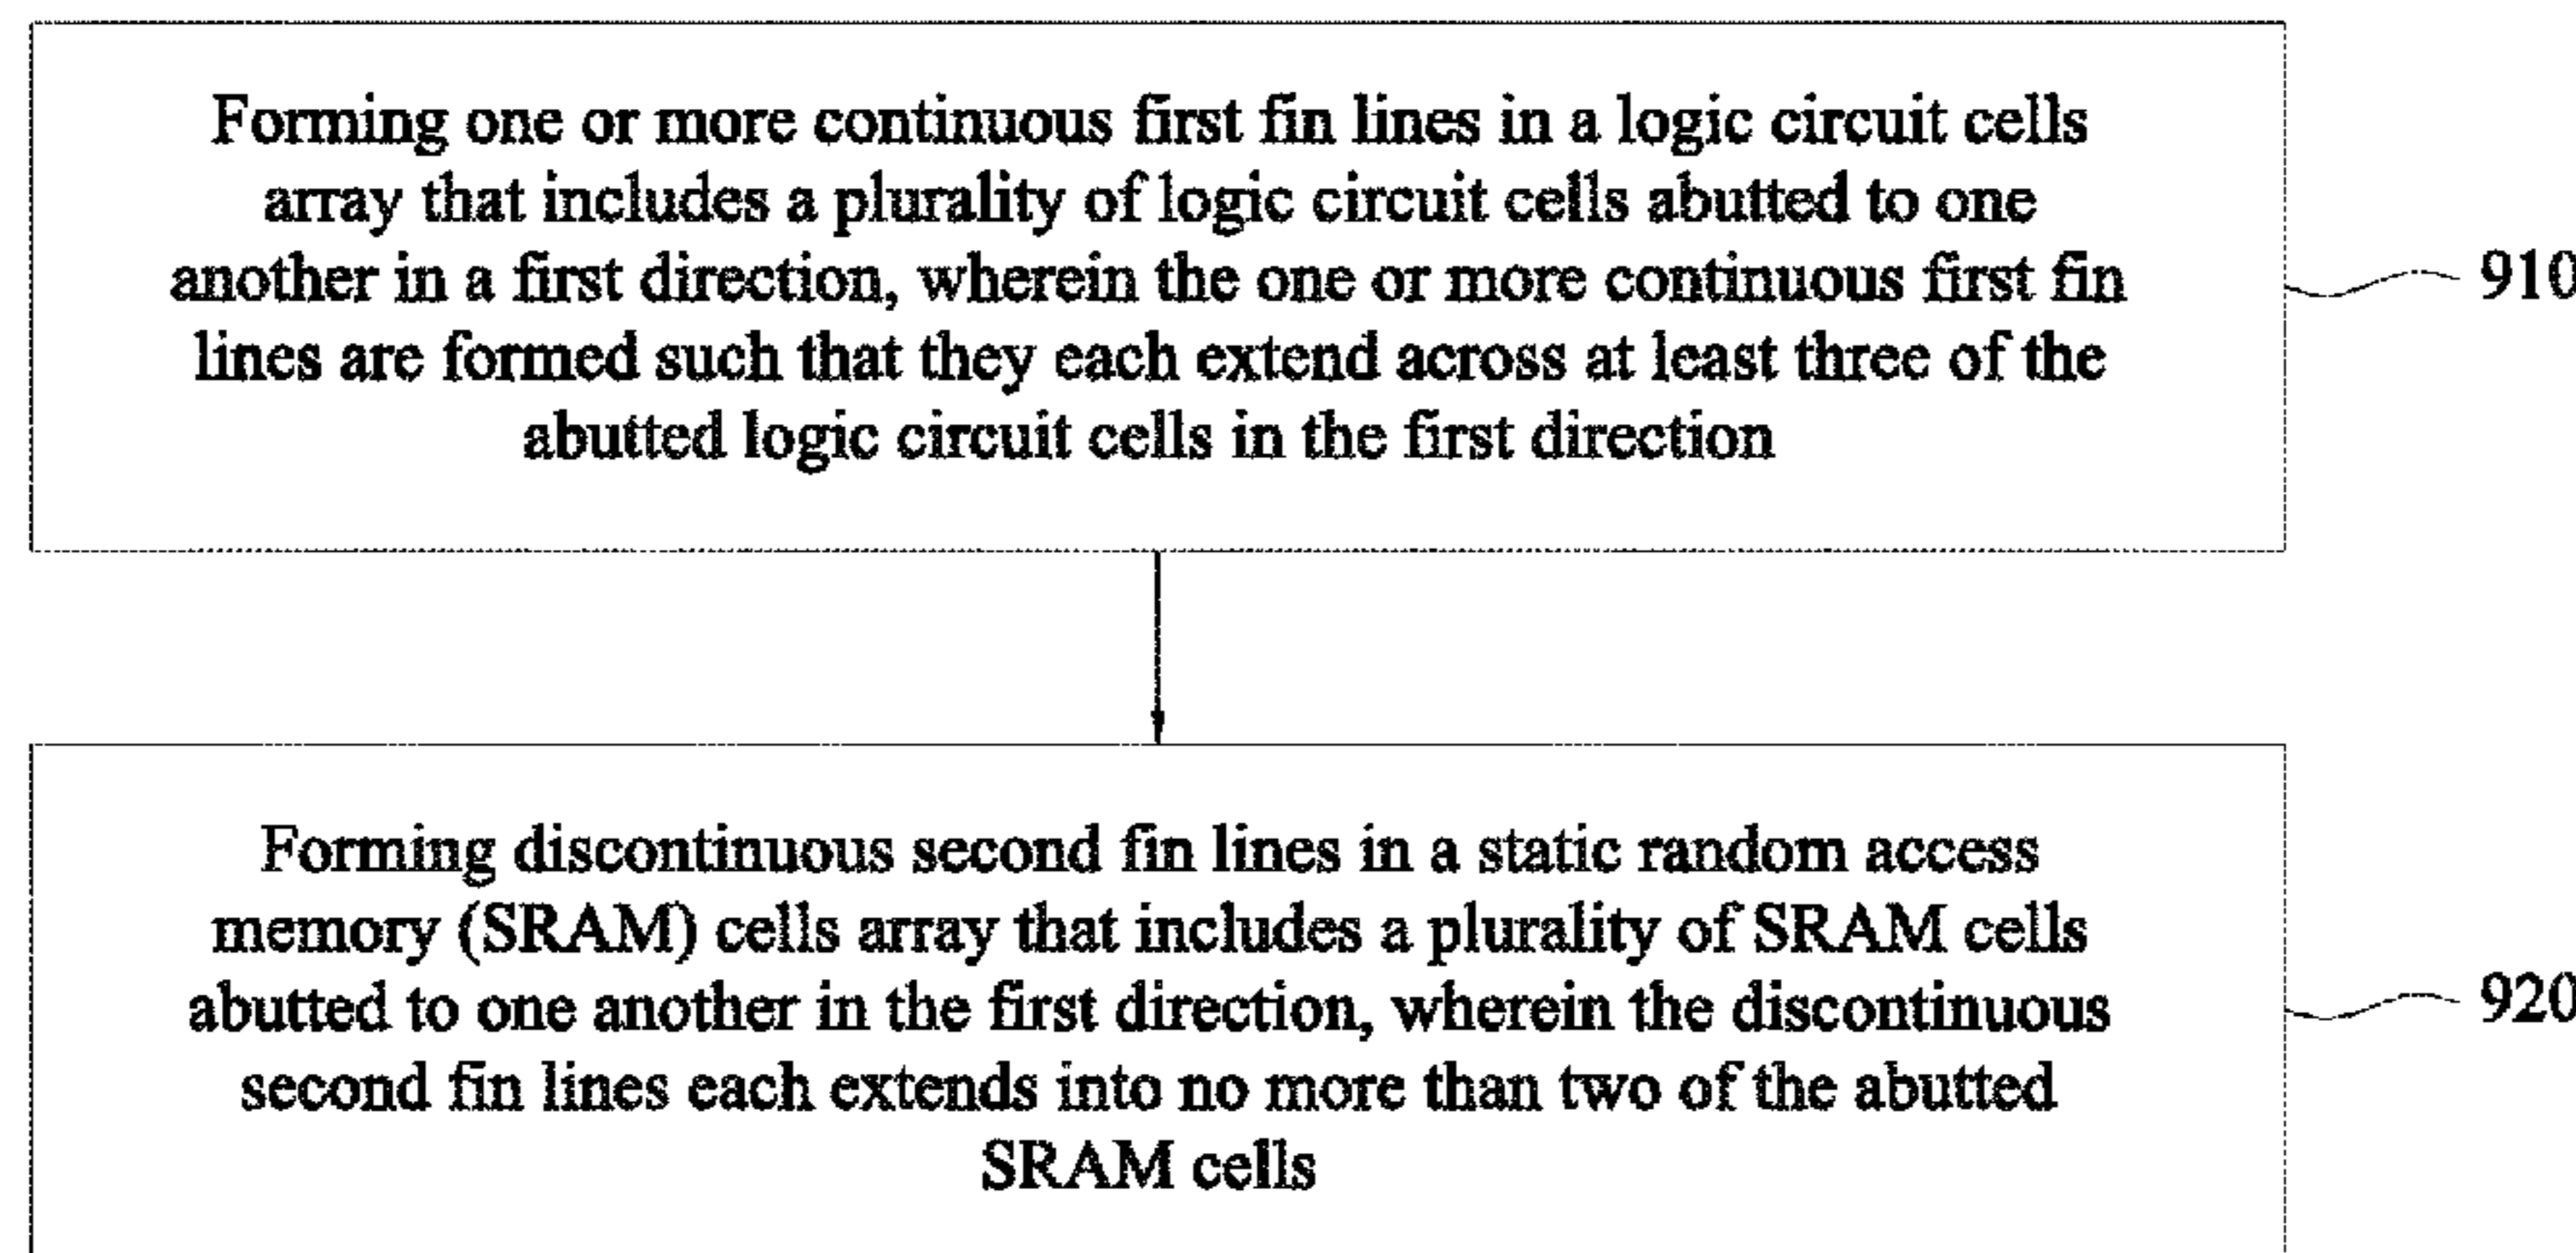 Forming one or more continuous first fin lines in a logic circuit cells
array that includes a plurality of logic circuit cells abutted to one
another in a first direction, wherein the one or more continuous first fin
lines are formed such that they each extend across at least three of the
abutted logic circuit cells in the first direction
910
Forming discontinuous second fin lines in a static random access
memory (SRAM) cells array that includes a plurality of SRAM cells
abutted to one another in the first direction, wherein the discontinuous
second fin lines each extends into no more than two of the abutted
SRAM cells
920